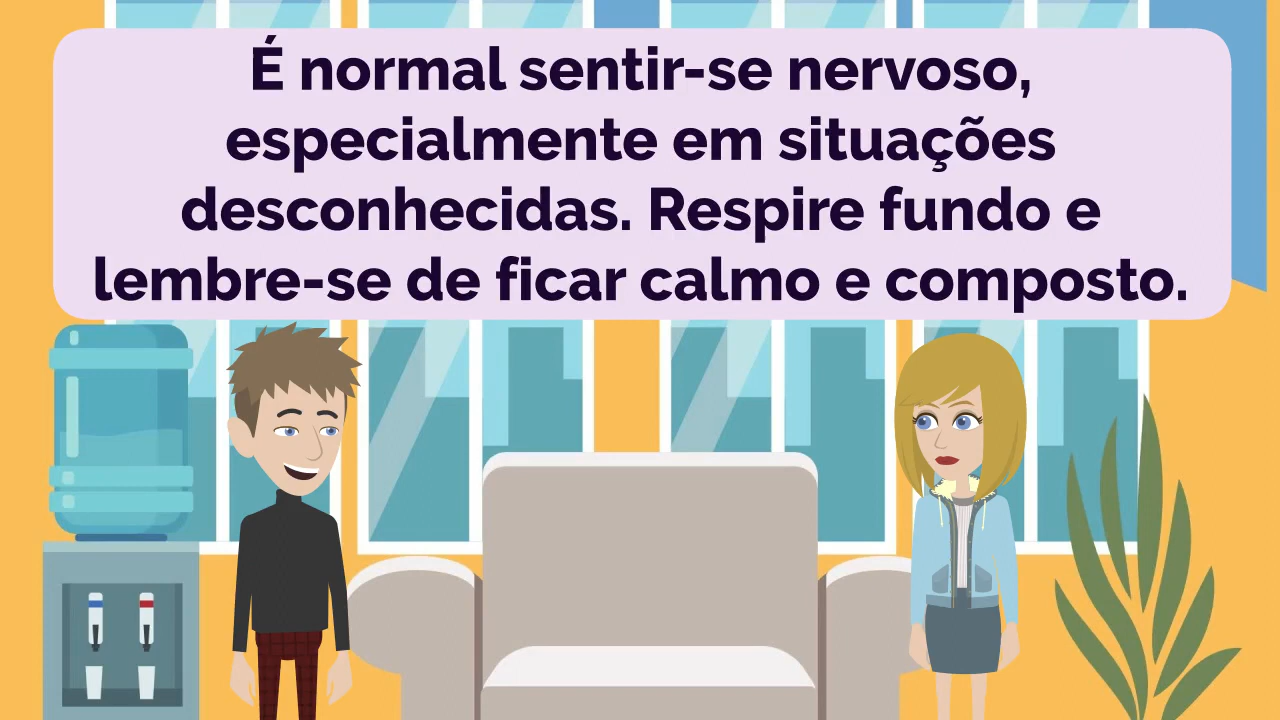 É normal sentir-se nervoso,
especialmente em situações
desconhecidas. Respire fundo e
lembre-se de ficar calmo e composto.